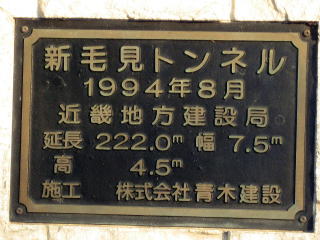 新毛見トンネル
1994年8月
近畿地方建設局
延長 222.0m 幅 7.5m
高 4.5m
施工 株式会社青木建設